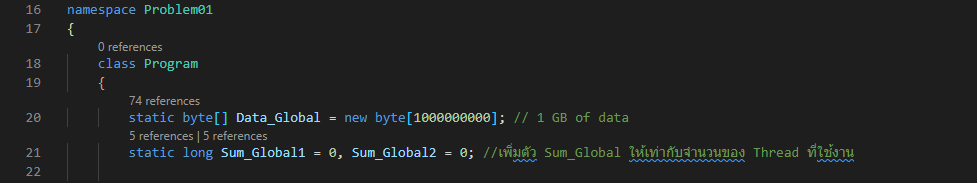 16 namespace Problem01
17 {
0 references
18 class Program
19 {
74 references
20 static byte[] Data_Global = new byte[1000000000]; // 1 GB of data
5 references | 5 references
21 static long Sum_Global1 = 0, Sum_Global2 = 0; //เพิ่มตัว Sum_Global ให้เท่ากับจำนวนของ Thread ที่ใช้งาน
22